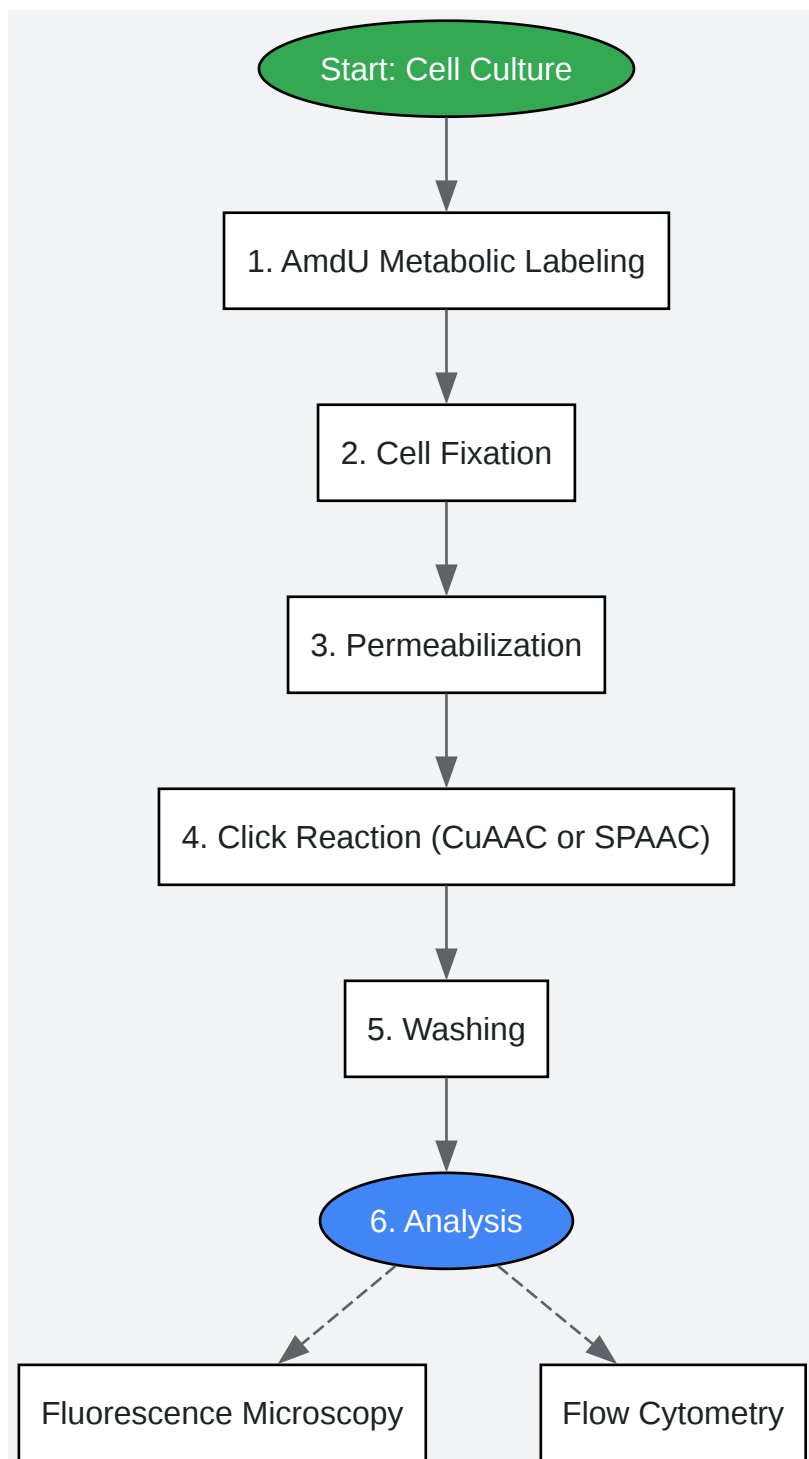 Start: Cell Culture
1. AmdU Metabolic Labeling
2. Cell Fixation
3. Permeabilization
4. Click Reaction (CuAAC or SPAAC)
5. Washing
6. Analysis
Fluorescence Microscopy
Flow Cytometry